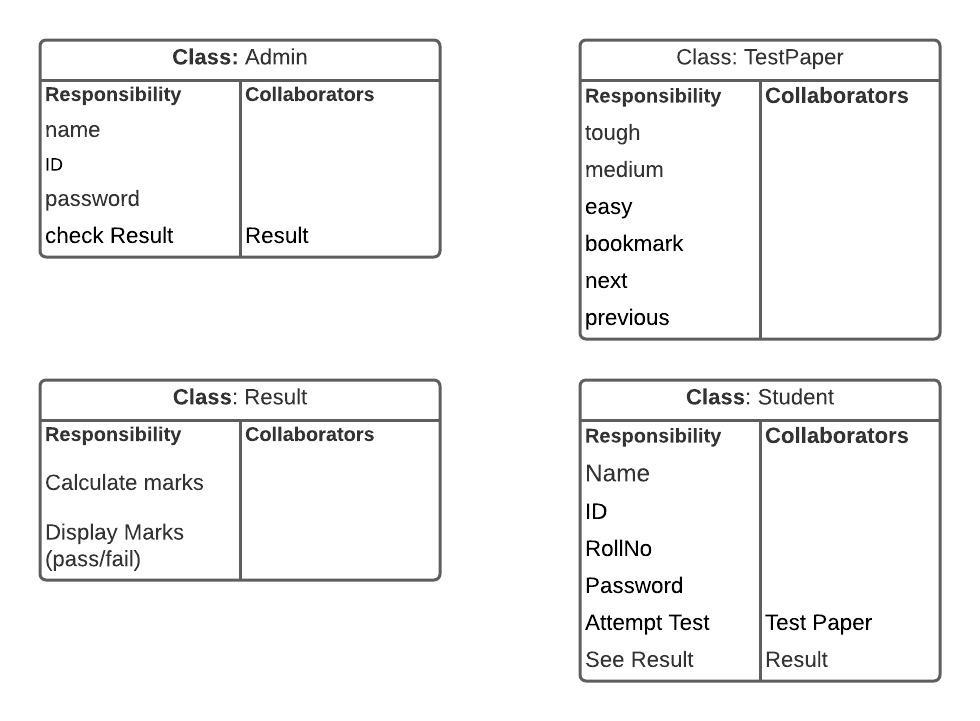 Class: Admin
Responsibility Collaborators
name
ID
password
check Result Result
Class: TestPaper
Responsibility Collaborators
tough
medium
easy
bookmark
next
previous
Class: Result
Responsibility Collaborators
Calculate marks
Display Marks
(pass/fail)
Class: Student
Responsibility Collaborators
Name
ID
RollNo
Password
Attempt Test Test Paper
See Result Result